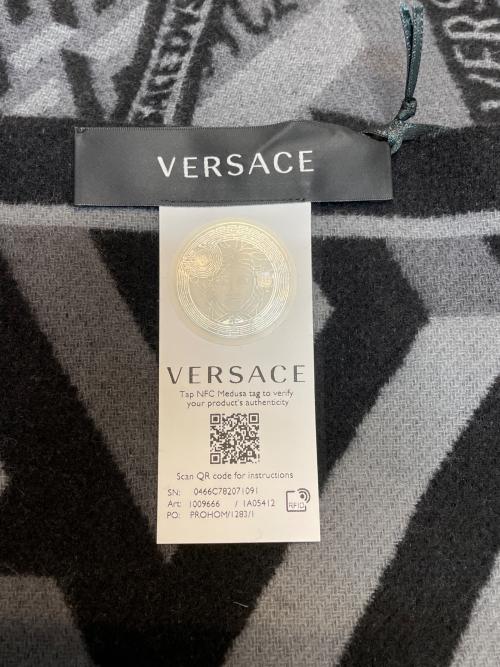 VERSACE
VERSACE
Tap NFC Medusa tag to verify
your product's authenticity
Scan QR code for instructions
SN: 0466C782071091
Art: 1009666 / 1A05412
PO: PROHOM/1283/1
RFID